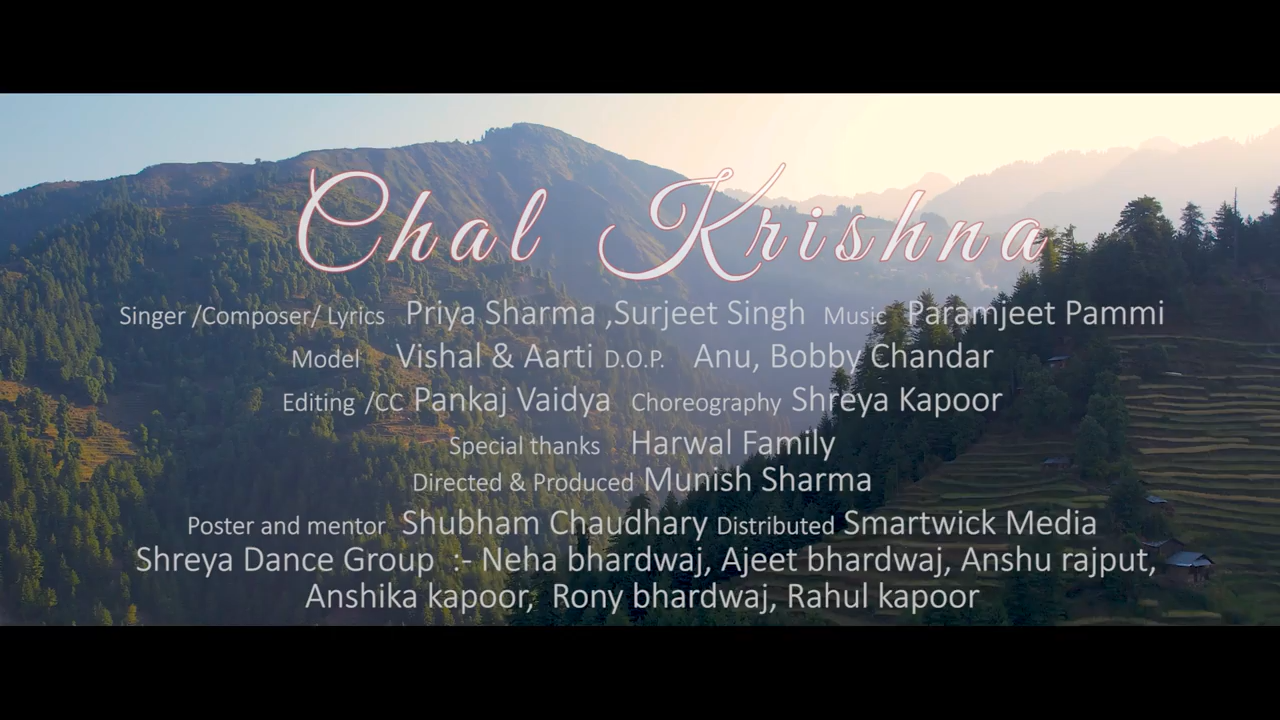 Chal Krishna
Singer /Composer/ Lyrics Priya Sharma ,Surjeet Singh Music Paramjeet Pammi
Model Vishal & Aarti D.O.P. Anu, Bobby Chandar
Editing /CC Pankaj Vaidya Choreography Shreya Kapoor
Special thanks Harwal Family
Directed & Produced Munish Sharma
Poster and mentor Shubham Chaudhary Distributed Smartwick Media
Shreya Dance Group :- Neha bhardwaj, Ajeet bhardwaj, Anshu rajput,
Anshika kapoor, Rony bhardwaj, Rahul kapoor